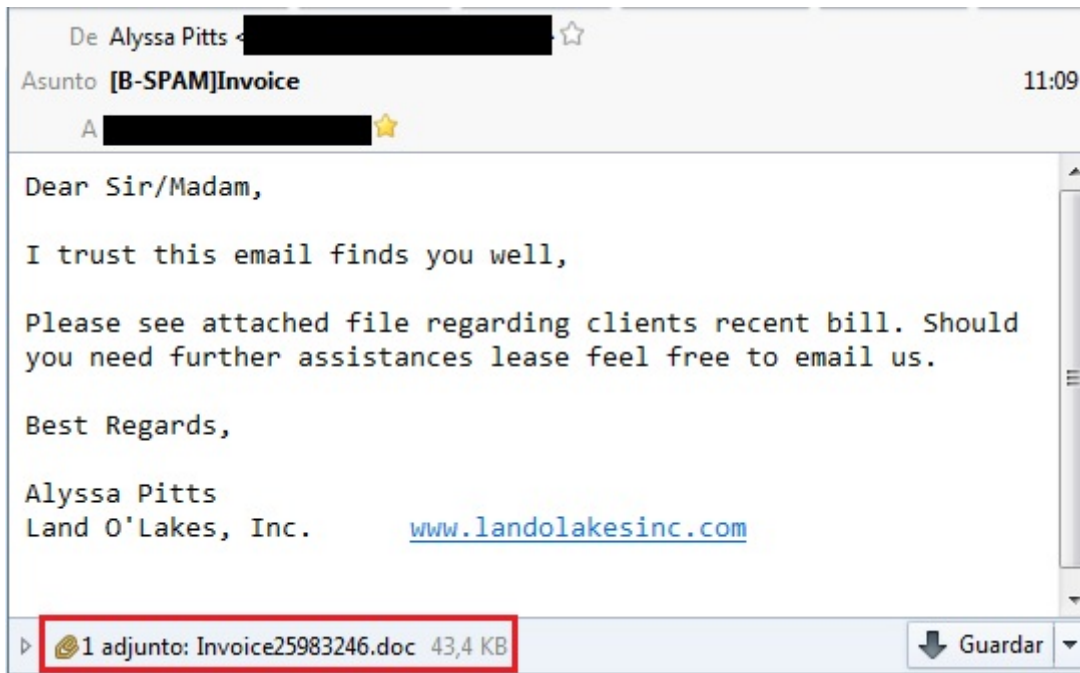 De Alyssa Pitts <
Asunto [B-SPAM]Invoice 11:09
A
Dear Sir/Madam,
I trust this email finds you well,
Please see attached file regarding clients recent bill. Should
you need further assistances lease feel free to email us.
Best Regards,
Alyssa Pitts
Land O'Lakes, Inc. www.landolakesinc.com
1 adjunto: Invoice25983246.doc 43,4 KB Guardar